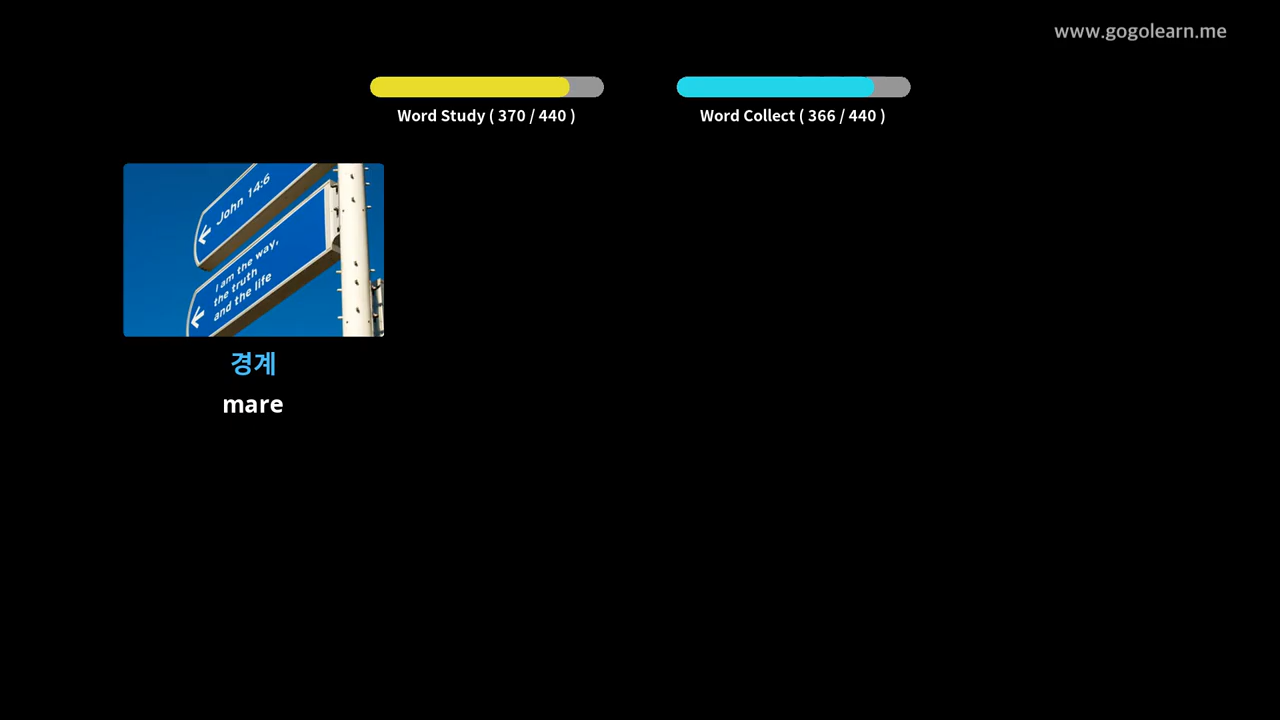 www.gogolearn.me
Word Study ( 370 / 440 )
Word Collect ( 366 / 440 )
John 14:6
I am the way,
the truth
and the life
경계
mare